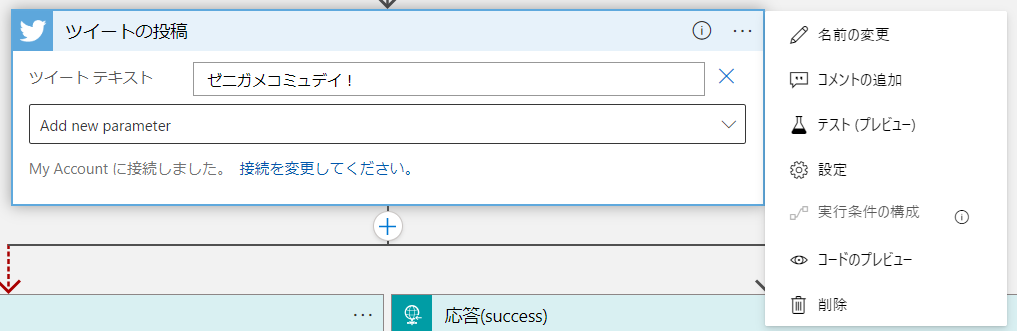 ツイートの投稿
ツイート テキスト
ゼニガメコミュデイ！
Add new parameter
My Account に接続しました。 接続を変更してください。
応答(success)
名前の変更
コメントの追加
テスト (プレビュー)
設定
実行条件の構成
コードのプレビュー
削除